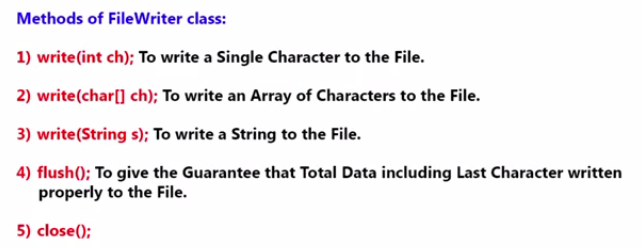 Methods of FileWriter class:
1) write(int ch); To write a Single Character to the File.
2) write(char[] ch); To write an Array of Characters to the File.
3) write(String s); To write a String to the File.
4) flush(); To give the Guarantee that Total Data including Last Character written
properly to the File.
5) close();